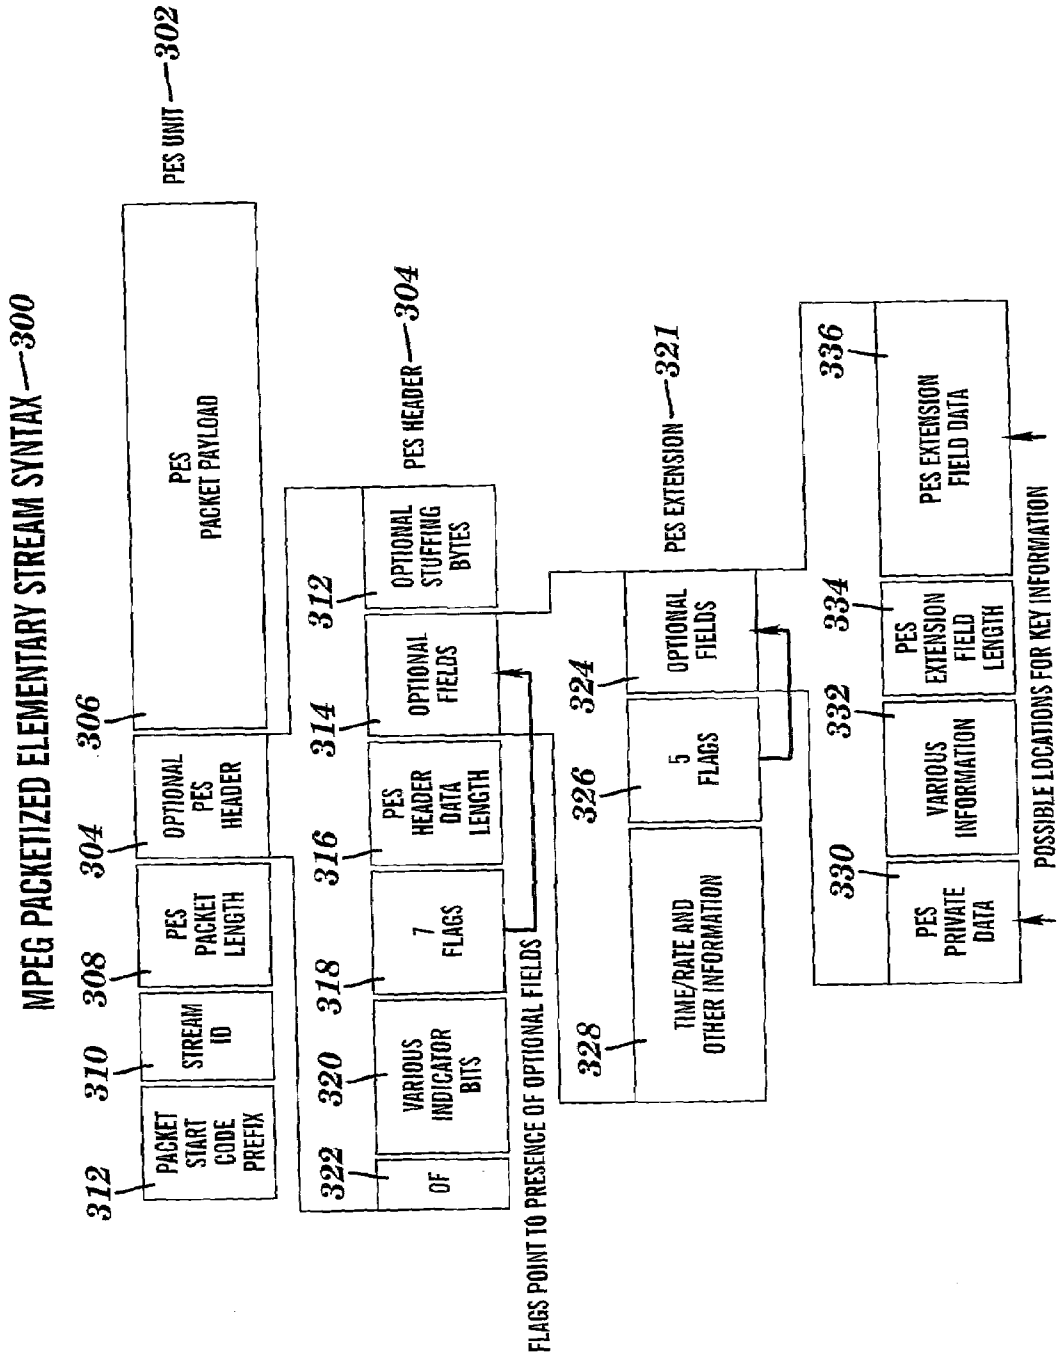 MPEG PACKETIZED ELEMENTARY STREAM SYNTAX—300
312
310
308
304
306
PACKET
START
CODE
PREFIX
STREAM
ID
PES
PACKET
LENGTH
OPTIONAL
PES
HEADER
PES
PACKET PAYLOAD
PES UNIT—302
322
320
318
316
314
312
OF
VARIOUS
INDICATOR
BITS
7
FLAGS
PES
HEADER
DATA
LENGTH
OPTIONAL
FIELDS
OPTIONAL
STUFFING
BYTES
PES HEADER—304
FLAGS POINT TO PRESENCE OF OPTIONAL FIELDS
328
326
324
TIME/RATE AND
OTHER INFORMATION
5
FLAGS
OPTIONAL
FIELDS
PES EXTENSION—321
330
332
334
336
PES
PRIVATE
DATA
VARIOUS
INFORMATION
PES
EXTENSION
FIELD
LENGTH
PES EXTENSION
FIELD DATA
POSSIBLE LOCATIONS FOR KEY INFORMATION